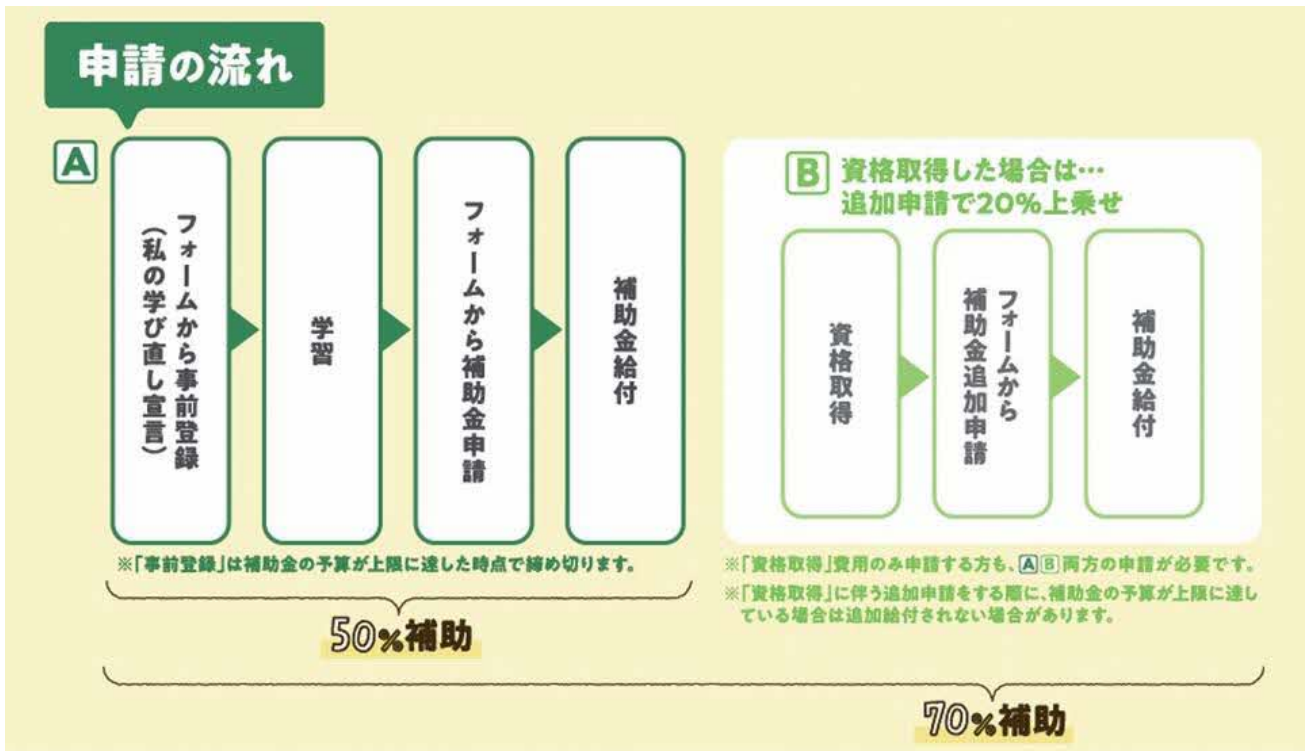 申請の流れ
A
フォームから事前登録
(私の学び直し宣言)
学習
フォームから補助金申請
補助金給付
※「事前登録」は補助金の予算が上限に達した時点で締め切ります。
50%補助
B
資格取得した場合は…
追加申請で20%上乗せ
資格取得
フォームから
補助金追加申請
補助金給付
※「資格取得」費用のみ申請する方も、AB両方の申請が必要です。
※「資格取得」に伴う追加申請をする際に、補助金の予算が上限に達し
ている場合は追加給付されない場合があります。
70%補助